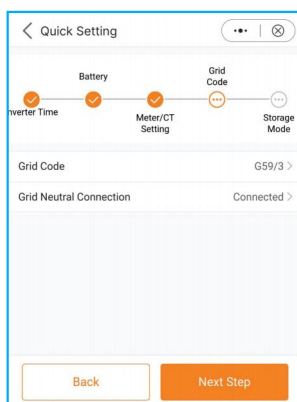 Quick Setting
Battery
Grid
Code
nverter Time
Meter/CT
Setting
Storage
Mode
Grid Code G59/3
Grid Neutral Connection Connected
Back Next Step